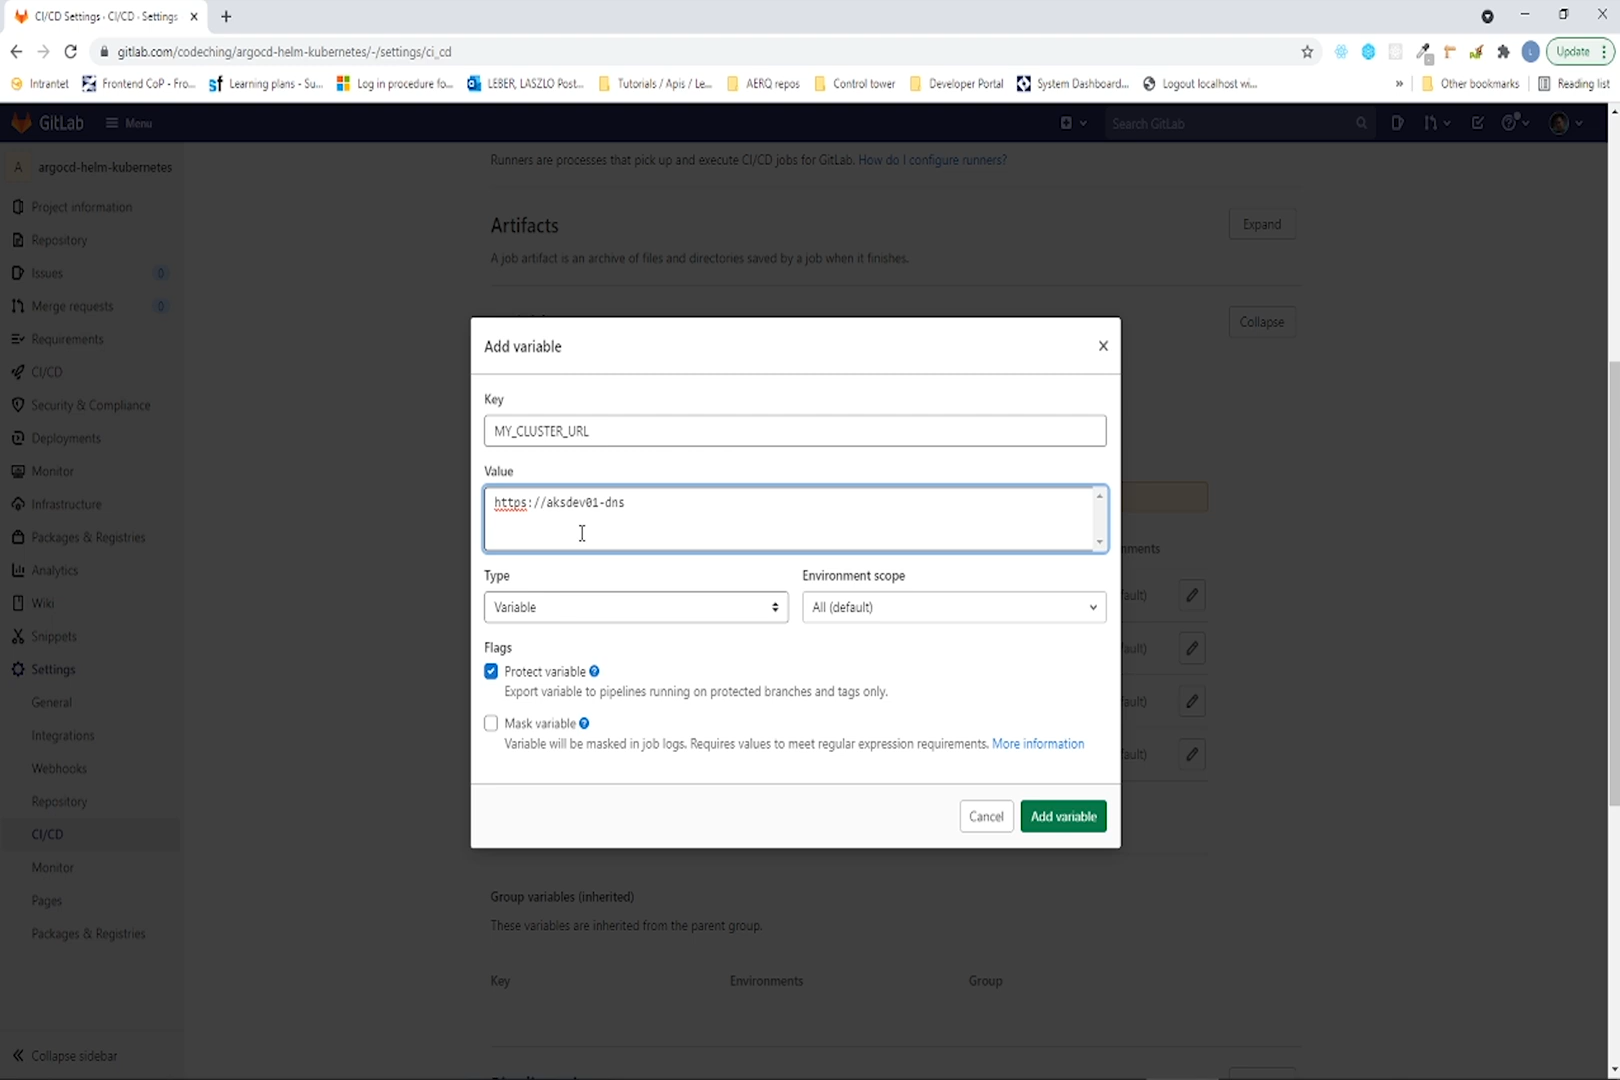 CI/CD Settings · CI/CD · Settings
gitlab.com/codeching/argocd-helm-kubernetes/-/settings/ci_cd
Update
Intrantet
Frontend CoP - Fro...
Learning plans - Su...
Log in procedure fo...
LEBER, LASZLO Post...
Tutorials / Apis / Le...
AERQ repos
Control tower
Developer Portal
System Dashboard...
Logout localhost wi...
»
Other bookmarks
Reading list
GitLab
Menu
Search GitLab
A argocd-helm-kubernetes
Project information
Repository
Issues 0
Merge requests 0
Requirements
CI/CD
Security & Compliance
Deployments
Monitor
Infrastructure
Packages & Registries
Analytics
Wiki
Snippets
Settings
General
Integrations
Webhooks
Repository
CI/CD
Monitor
Pages
Packages & Registries
Collapse sidebar
Runners are processes that pick up and execute CI/CD jobs for GitLab. How do I configure runners?
Artifacts
Expand
A job artifact is an archive of files and directories saved by a job when it finishes.
Collapse
Add variable
Key
MY_CLUSTER_URL
Value
https://aksdev01-dns
Type
Environment scope
Variable
All (default)
Flags
Protect variable
Export variable to pipelines running on protected branches and tags only.
Mask variable
Variable will be masked in job logs. Requires values to meet regular expression requirements. More information
Cancel
Add variable
Group variables (inherited)
These variables are inherited from the parent group.
Key
Environments
Group